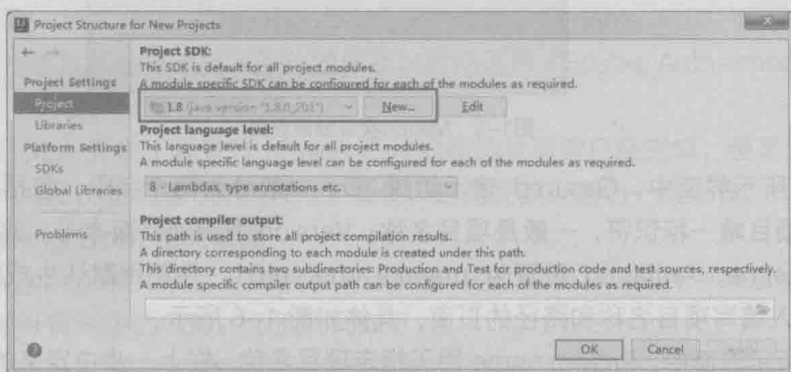 Project Structure for New Projects
Project Settings
Project
Libraries
Platform Settings
SDKs
Global Libraries
Problems
Project SDK:
This SDK is default for all project modules.
A module specific SDK can be configured for each of the modules as required.
1.8 (java version "1.8.0_201")
New...
Edit
Project language level:
This language level is default for all project modules.
A module specific language level can be configured for each of the modules as required.
8 - Lambdas, type annotations etc.
Project compiler output:
This path is used to store all project compilation results.
A directory corresponding to each module is created under this path.
This directory contains two subdirectories: Production and Test for production code and test sources, respectively.
A module specific compiler output path can be configured for each of the modules as required.
?
OK
Cancel